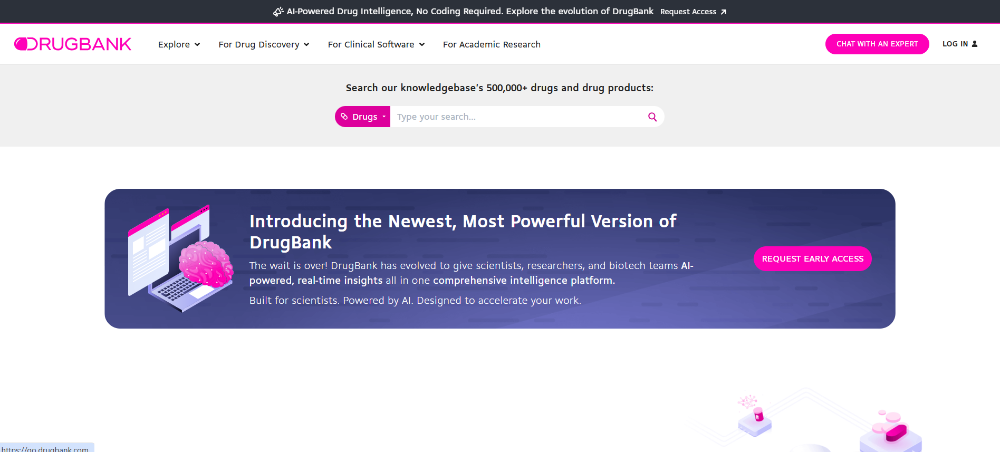 AI-Powered Drug Intelligence, No Coding Required. Explore the evolution of DrugBank Request Access
DRUGBANK
Explore
For Drug Discovery
For Clinical Software
For Academic Research
CHAT WITH AN EXPERT
LOG IN
Search our knowledgebase's 500,000+ drugs and drug products:
Drugs
Type your search...
Introducing the Newest, Most Powerful Version of
DrugBank
The wait is over! DrugBank has evolved to give scientists, researchers, and biotech teams AI-
powered, real-time insights all in one comprehensive intelligence platform.
Built for scientists. Powered by AI. Designed to accelerate your work.
REQUEST EARLY ACCESS
https://go.drugbank.com